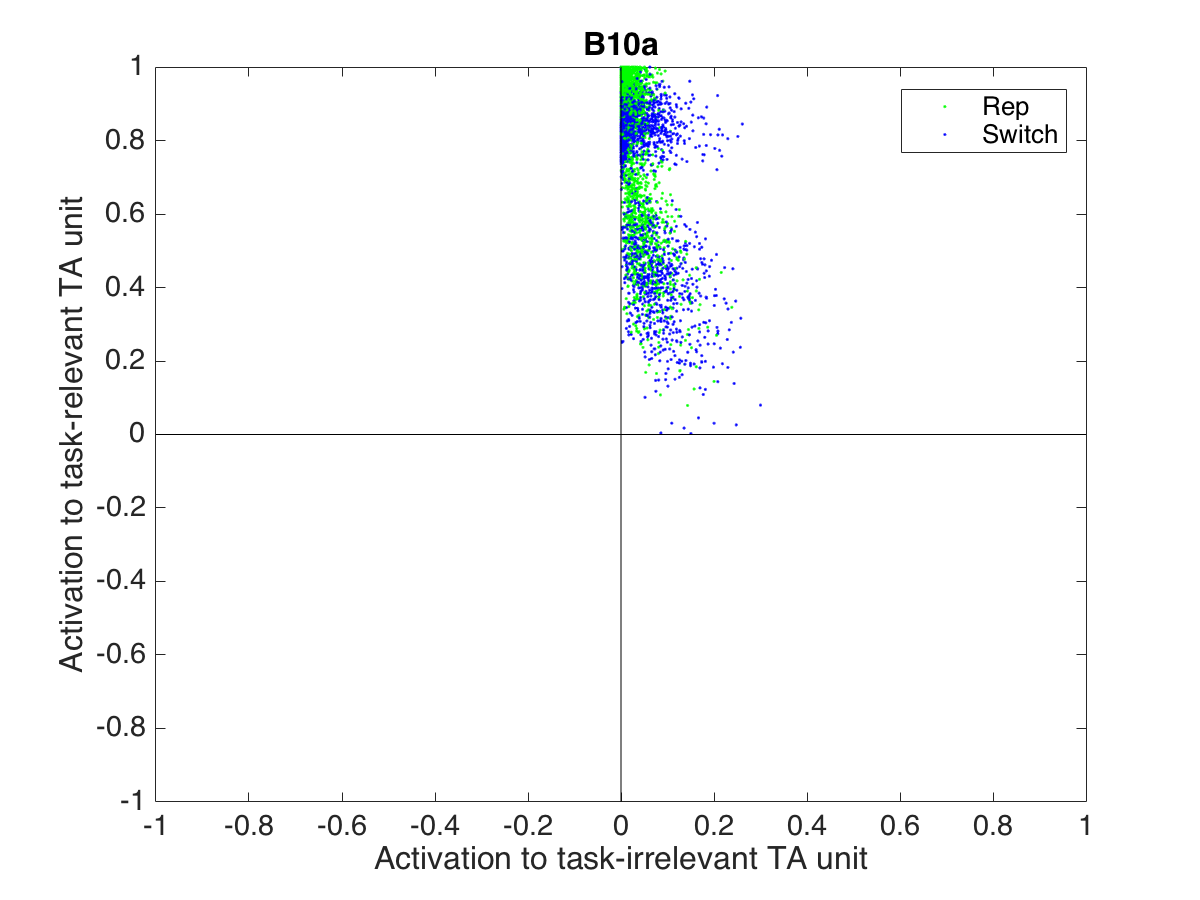 B10a
Rep
Switch
Activation to task-relevant TA unit
1
0.8
0.6
0.4
0.2
0
-0.2
-0.4
-0.6
-0.8
-1
-1 -0.8 -0.6 -0.4 -0.2 0 0.2 0.4 0.6 0.8 1
Activation to task-irrelevant TA unit